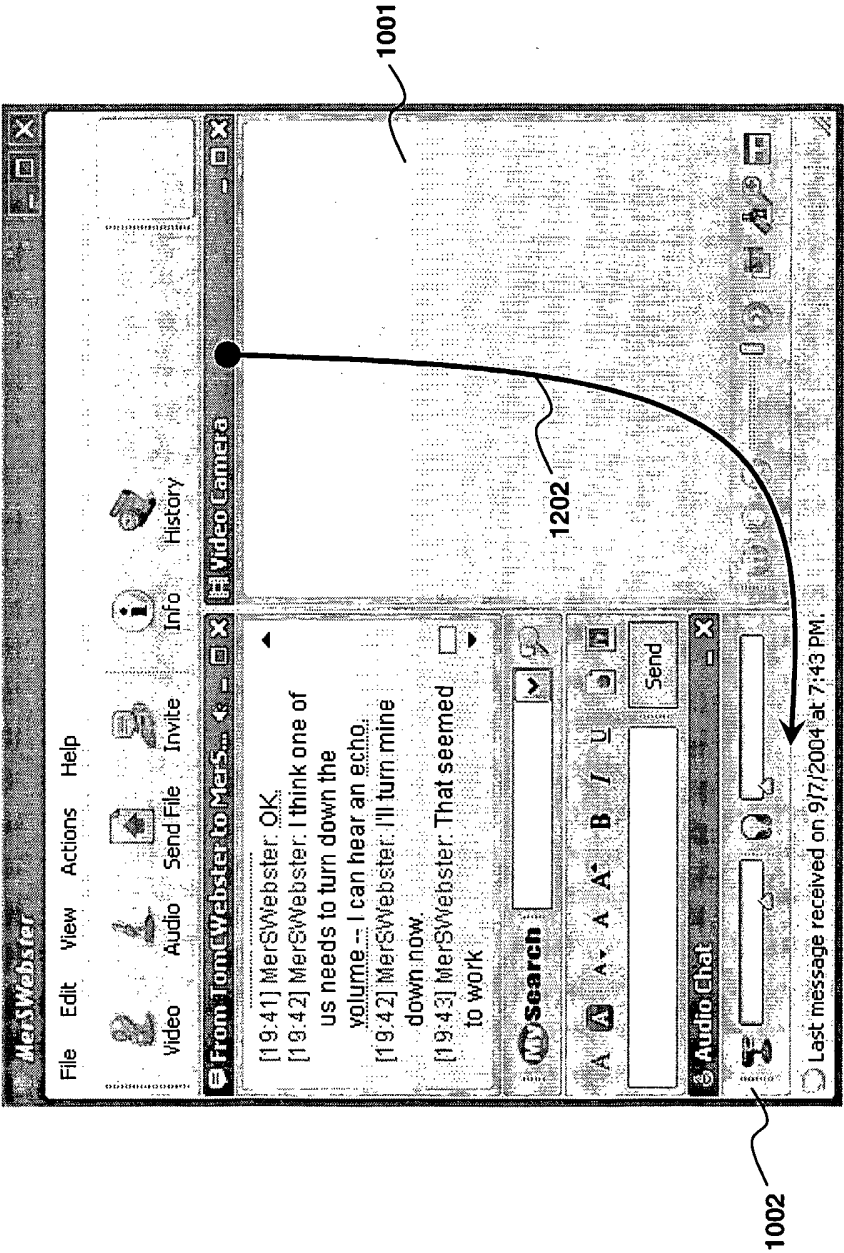 MerSWebster
File Edit View Actions Help
Video Audio Send File Invite Info History
From TomCWebster to MerS...
Video Camera
[19:41] MerSWebster: OK.
[19:42] MerSWebster: I think one of
us needs to turn down the
volume -- I can hear an echo.
[19:42] MerSWebster: I'll turn mine
down now.
[19:43] MerSWebster: That seemed
to work
MySearch
A A A▾ A A▴ B I U
Send
Audio Chat
Last message received on 9/7/2004 at 7:43 PM.
1001
1202
1002